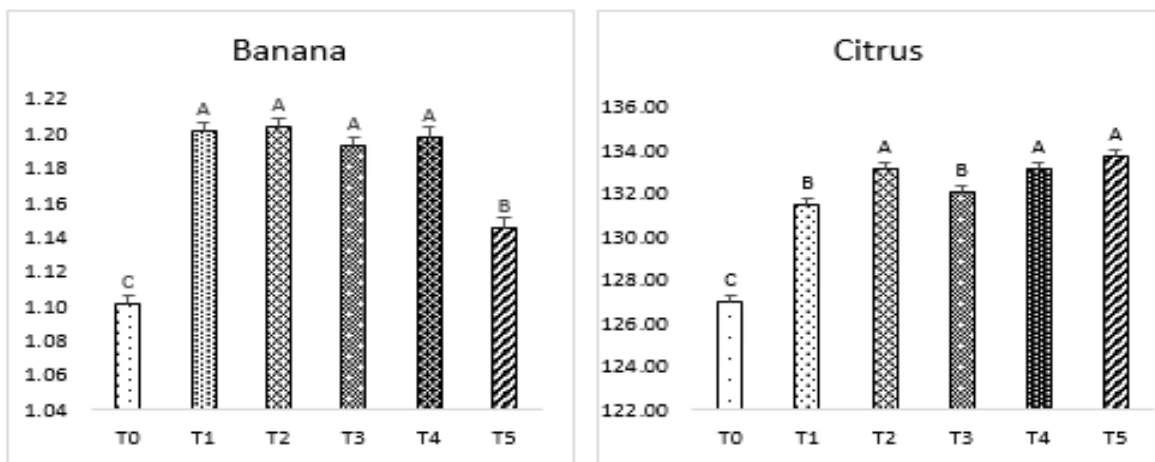 Banana
1.22
1.20
1.18
1.16
1.14
1.12
1.10
1.08
1.06
1.04
C
A
A
A
A
B
T0 T1 T2 T3 T4 T5
Citrus
136.00
134.00
132.00
130.00
128.00
126.00
124.00
122.00
C
B
A
B
A
A
T0 T1 T2 T3 T4 T5